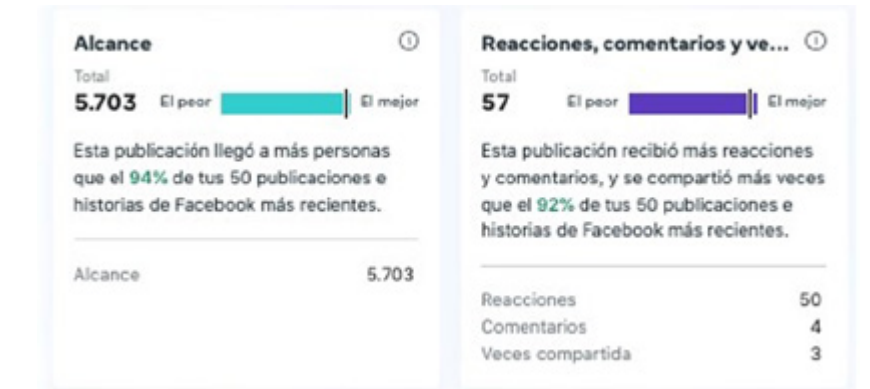 Alcance
Total
5.703 El peor El mejor
Esta publicación llegó a más personas
que el 94% de tus 50 publicaciones e
historias de Facebook más recientes.
Alcance 5.703
Reacciones, comentarios y ve...
Total
57 El peor El mejor
Esta publicación recibió más reacciones
y comentarios, y se compartió más veces
que el 92% de tus 50 publicaciones e
historias de Facebook más recientes.
Reacciones 50
Comentarios 4
Veces compartida 3